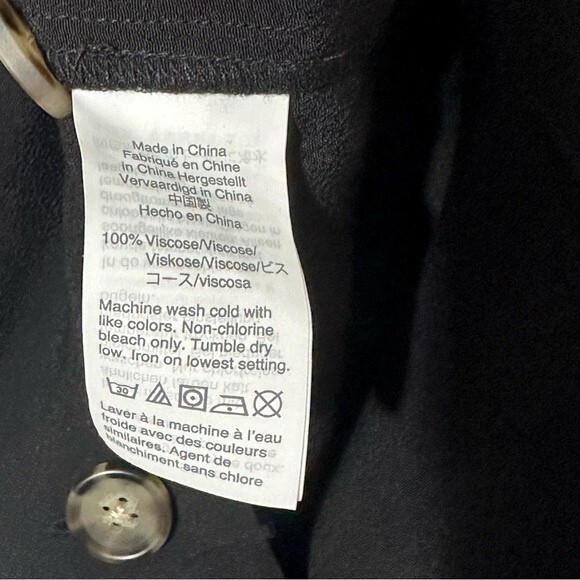 Made in China
Fabriqué en Chine
in China Hergestellt
Vervaardigd in China
中国製
Hecho en China
100% Viscose/Viscose/
Viskose/Viscose/ビス
コース/viscosa
Machine wash cold with
like colors. Non-chlorine
bleach only. Tumble dry
low. Iron on lowest setting.
30
Laver à la machine à l'eau
froide avec des couleurs
similaires. Agent de
blanchiment sans chlore